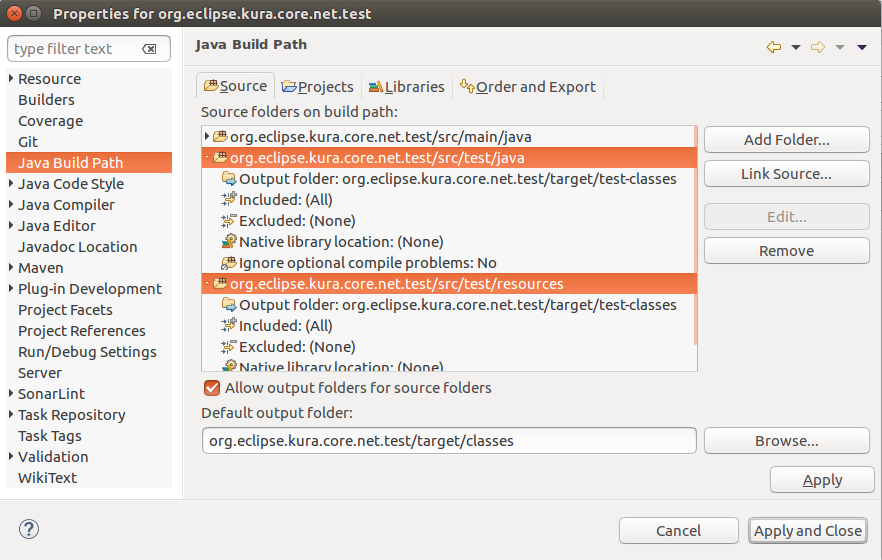 Properties for org.eclipse.kura.core.net.test
type filter text
Resource
Builders
Coverage
Git
Java Build Path
Java Code Style
Java Compiler
Java Editor
Javadoc Location
Maven
Plug-in Development
Project Facets
Project References
Run/Debug Settings
Server
SonarLint
Task Repository
Task Tags
Validation
WikiText
Java Build Path
Source Projects Libraries Order and Export
Source folders on build path:
org.eclipse.kura.core.net.test/src/main/java
org.eclipse.kura.core.net.test/src/test/java
Output folder: org.eclipse.kura.core.net.test/target/test-classes
Included: (All)
Excluded: (None)
Native library location: (None)
Ignore optional compile problems: No
org.eclipse.kura.core.net.test/src/test/resources
Output folder: org.eclipse.kura.core.net.test/target/test-classes
Included: (All)
Excluded: (None)
Native library location: (None)
Add Folder...
Link Source...
Edit...
Remove
Allow output folders for source folders
Default output folder:
org.eclipse.kura.core.net.test/target/classes
Browse...
Apply
?
Cancel
Apply and Close